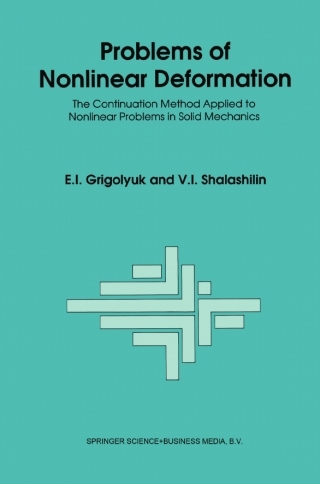 Problems of
Nonlinear Deformation
The Continuation Method Applied to
Nonlinear Problems in Solid Mechanics
E.I. Grigolyuk and V.I. Shalashilin
SPRINGER SCIENCE+BUSINESS MEDIA, B.V.